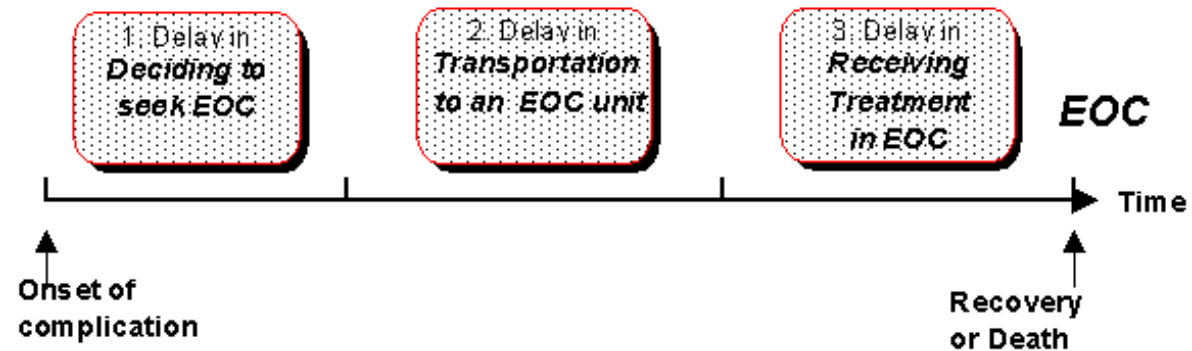 1. Delay in
Deciding to
seek EOC
2. Delay in
Transportation
to an EOC unit
3. Delay in
Receiving
Treatment
in EOC
EOC
Time
Onset of
complication
Recovery
or Death